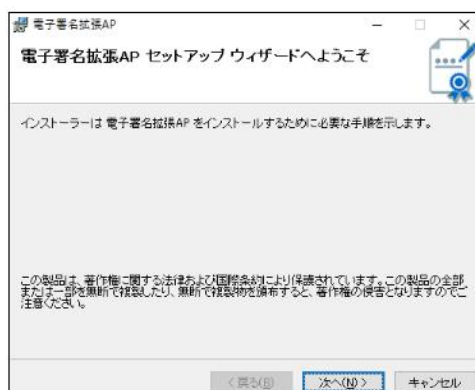 電子署名拡張AP
電子署名拡張AP セットアップ ウィザードへようこそ
インストーラーは 電子署名拡張AP をインストールするために必要な手順を示します。
この製品は、著作権に関する法律および国際条約により保護されています。この製品の全部
または一部を無断で複製したり、無断で複製物を頒布すると、著作権の侵害となりますのでご
注意ください。
< 戻る(B)
次へ(N) >
キャンセル